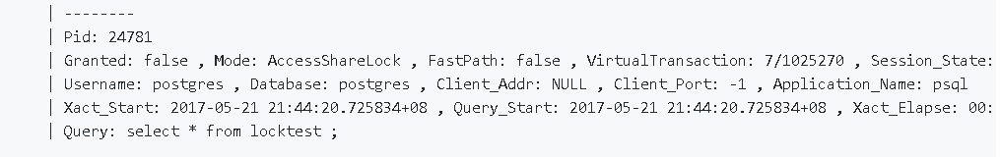 | --------
| Pid: 24781
| Granted: false , Mode: AccessShareLock , FastPath: false , VirtualTransaction: 7/1025270 , Session_State:
| Username: postgres , Database: postgres , Client_Addr: NULL , Client_Port: -1 , Application_Name: psql
| Xact_Start: 2017-05-21 21:44:20.725834+08 , Query_Start: 2017-05-21 21:44:20.725834+08 , Xact_Elapse: 00:
| Query: select * from locktest ;